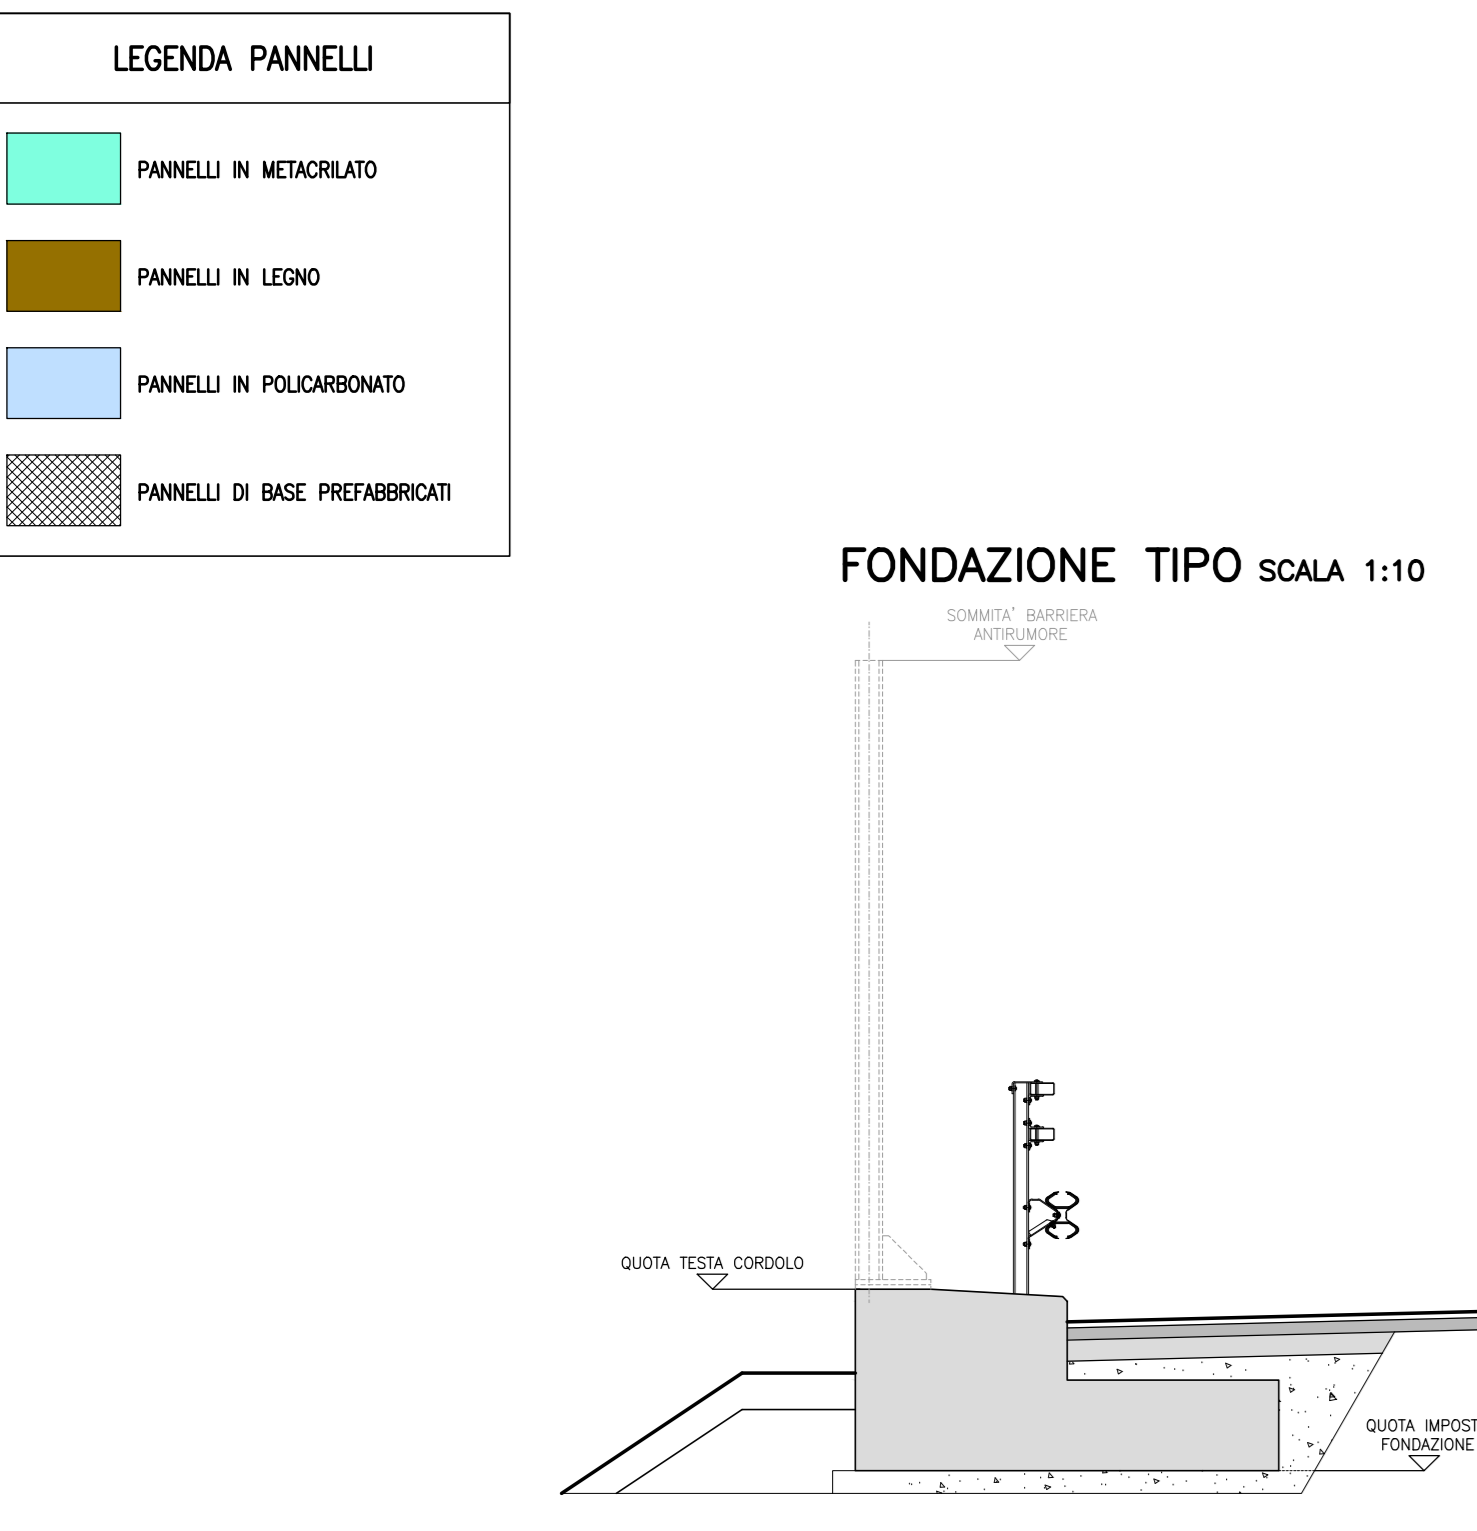 LEGENDA PANNELLI
PANNELLI IN METACRILATO
PANNELLI IN LEGNO
PANNELLI IN POLICARBONATO
PANNELLI DI BASE PREFABBRICATI
FONDAZIONE TIPO SCALA 1:10
SOMMITA' BARRIERA
ANTIRUMORE
QUOTA TESTA CORDOLO
QUOTA IMPOST
FONDAZIONE